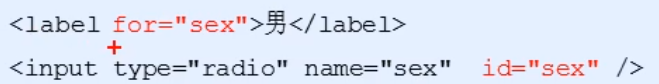 <label for="sex">男</label>
<input type="radio" name="sex"  id="sex" />